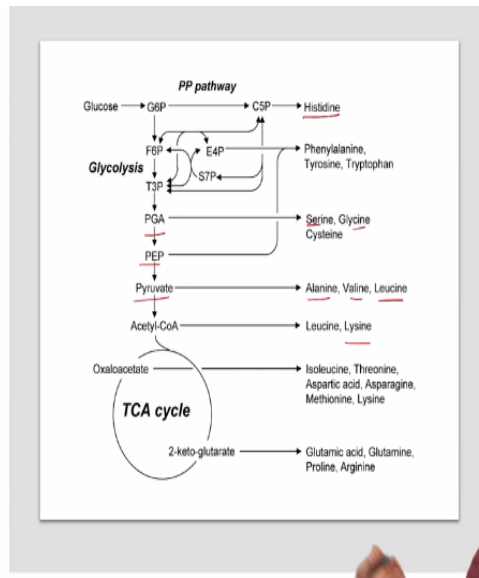 PP pathway
Glucose G6P C5P Histidine
F6P E4P Phenylalanine,
Tyrosine, Tryptophan
Glycolysis
S7P
T3P
PGA Serine, Glycine
Cysteine
PEP
Pyruvate Alanine, Valine, Leucine
Acetyl-CoA Leucine, Lysine
Oxaloacetate Isoleucine, Threonine,
Aspartic acid, Asparagine,
Methionine, Lysine
TCA cycle
2-keto-glutarate Glutamic acid, Glutamine,
Proline, Arginine